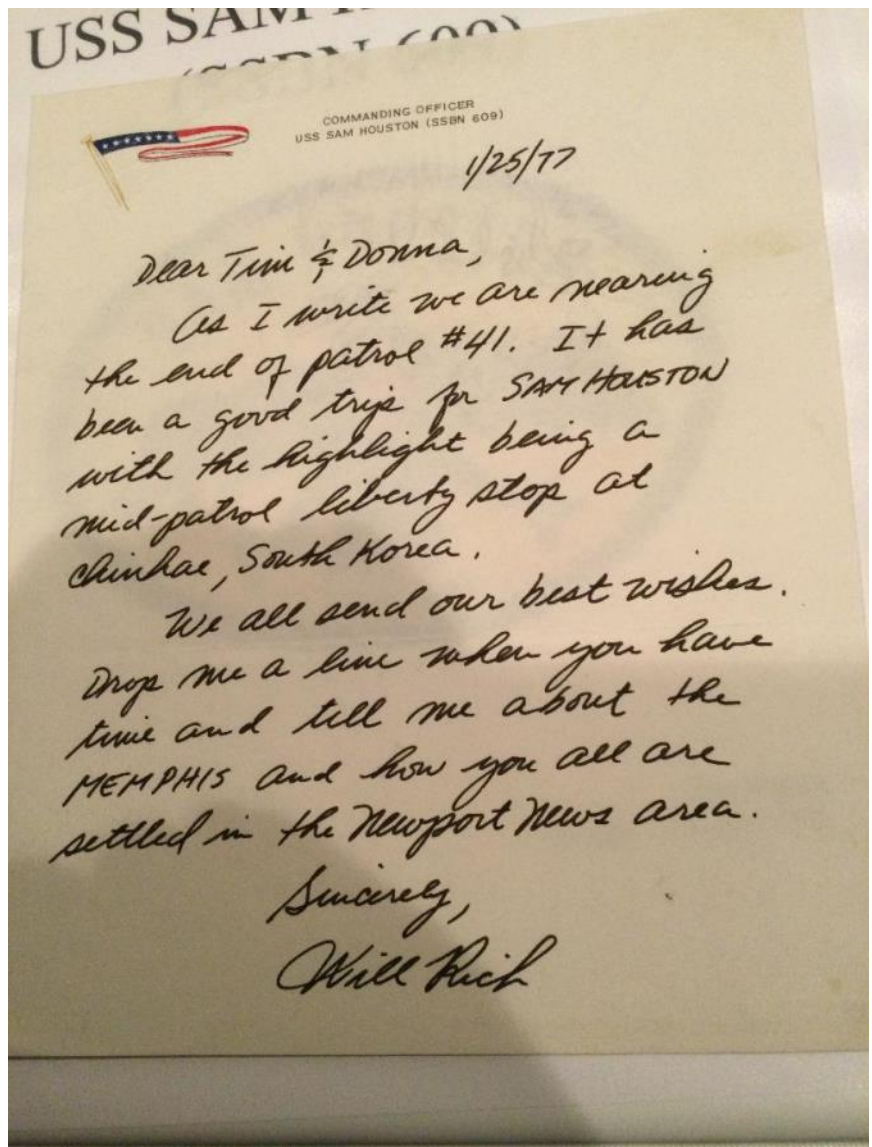 USS SAM
(SSBN 609)
COMMANDING OFFICER
USS SAM HOUSTON (SSBN 609)
1/25/77
Dear Tim & Donna,
As I write we are nearing
the end of patrol #41. It has
been a good trip for SAM HOUSTON
with the highlight being a
mid-patrol liberty stop at
Chinhae, South Korea.
We all send our best wishes.
Drop me a line when you have
time and tell me about the
MEMPHIS and how you all are
settled in the Newport News area.
Sincerely,
Will Rich